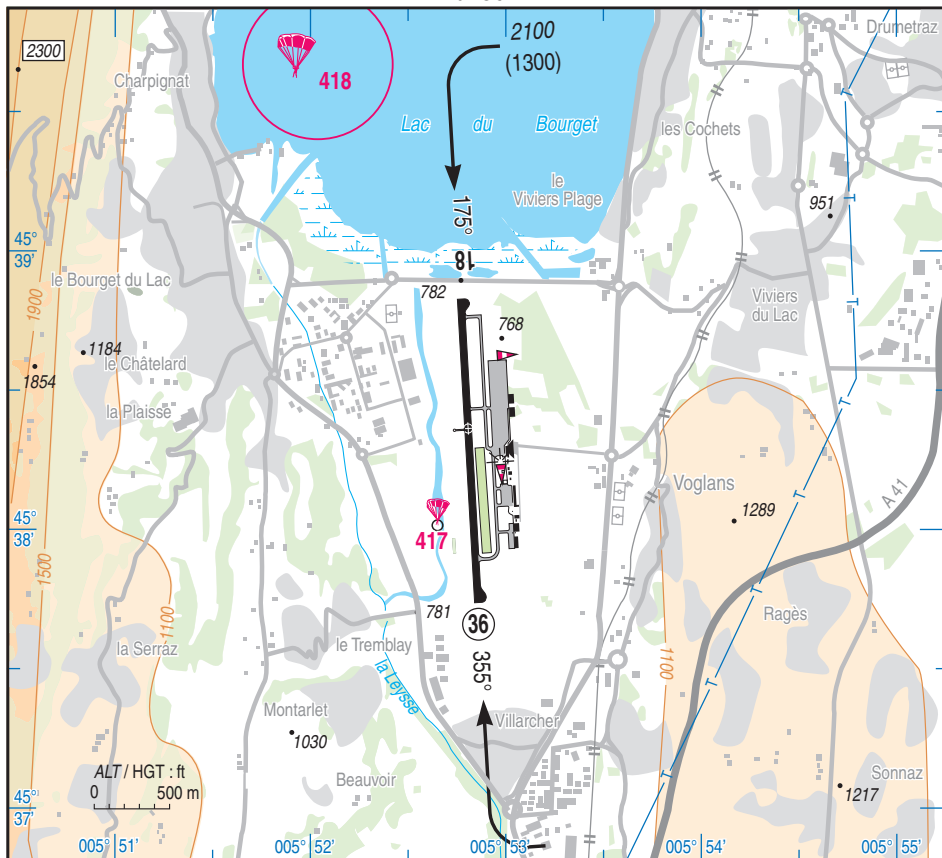 2300
Charpignat
418
2100
(1300)
Drumetraz
Lac du Bourget
les Cochets
le
Viviers Plage
175°
951
18
45°
39'
le Bourget du Lac
782
Viviers
du Lac
1900
768
1184
le Châtelard
1854
la Plaisse
Voglans
1289
A 41
45°
38'
417
1500
1100
781
36
355°
Ragès
la Serraz
le Tremblay
la Leysse
1100
Montarlet
Villarcher
1030
ALT / HGT : ft
0 500 m
Beauvoir
Sonnaz
1217
45°
37'
005° 51'
005° 52'
005° 53'
005° 54'
005° 55'